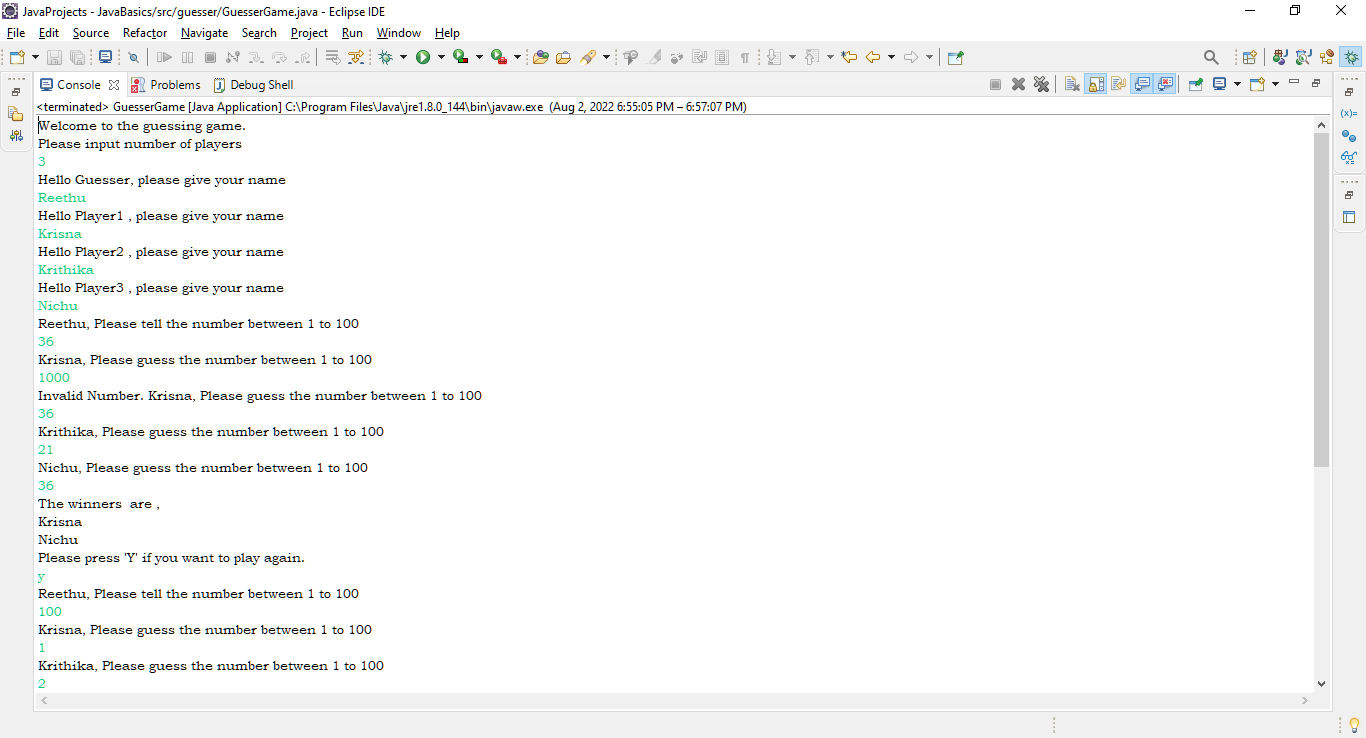 JavaProjects - JavaBasics/src/guesser/GuesserGame.java - Eclipse IDE
File Edit Source Refactor Navigate Search Project Run Window Help
Console Problems Debug Shell
<terminated> GuesserGame [Java Application] C:\Program Files\Java\jre1.8.0_144\bin\javaw.exe (Aug 2, 2022 6:55:05 PM – 6:57:07 PM)
Welcome to the guessing game.
Please input number of players
3
Hello Guesser, please give your name
Reethu
Hello Player1 , please give your name
Krisna
Hello Player2 , please give your name
Krithika
Hello Player3 , please give your name
Nichu
Reethu, Please tell the number between 1 to 100
36
Krisna, Please guess the number between 1 to 100
1000
Invalid Number. Krisna, Please guess the number between 1 to 100
36
Krithika, Please guess the number between 1 to 100
21
Nichu, Please guess the number between 1 to 100
36
The winners  are ,
Krisna
Nichu
Please press 'Y' if you want to play again.
y
Reethu, Please tell the number between 1 to 100
100
Krisna, Please guess the number between 1 to 100
1
Krithika, Please guess the number between 1 to 100
2